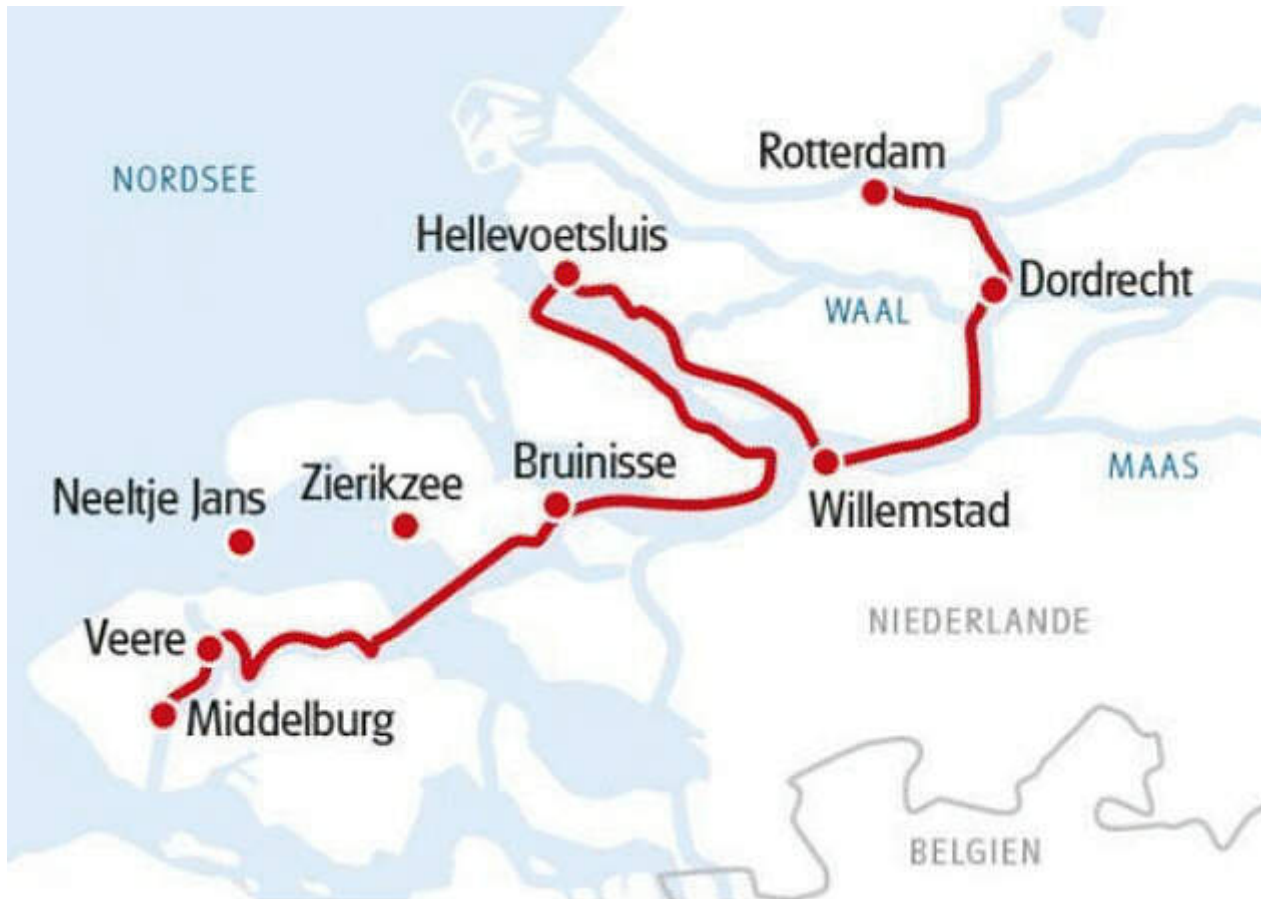 NORDSEE
Rotterdam
Hellevoetsluis
Dordrecht
WAAL
Bruinisse
MAAS
Zierikzee
Neeltje Jans
Willemstad
NIEDERLANDE
Veere
Middelburg
BELGIEN